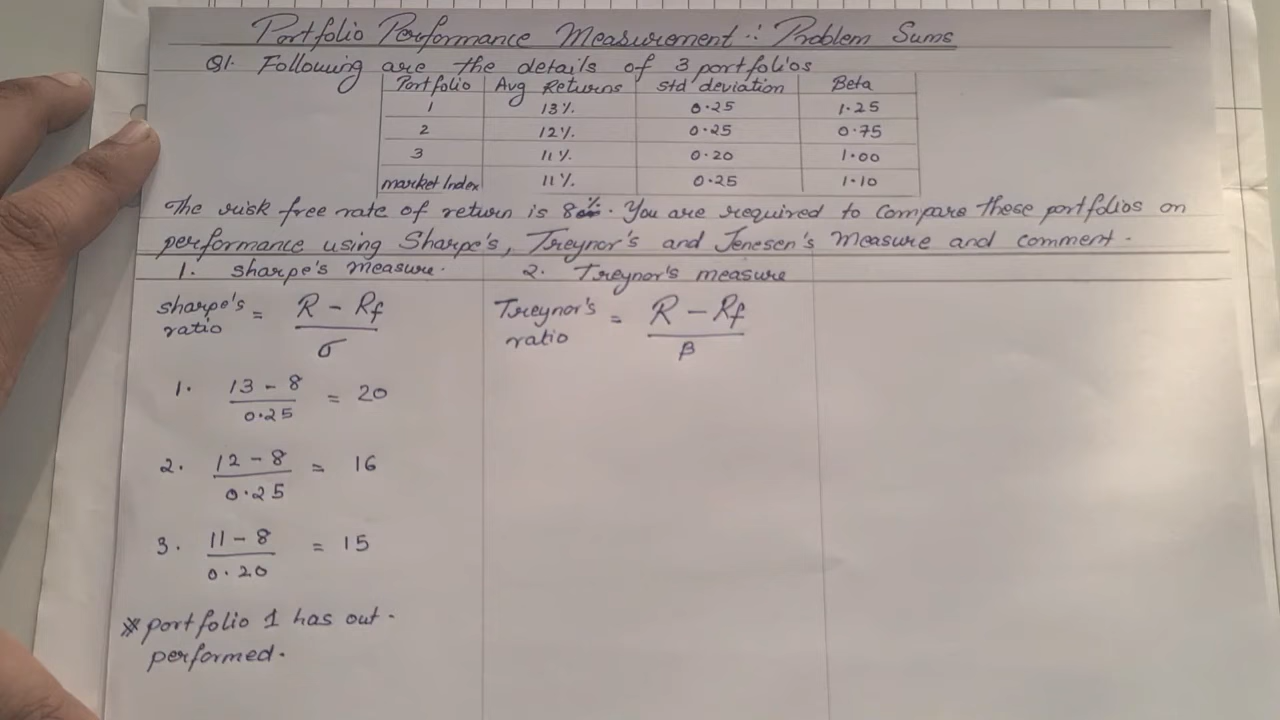 Portfolio Performance Measurement :: Problem Sums
Q1. Following are the details of 3 portfolios
Portfolio Avg Returns std deviation Beta
1 13% 0.25 1.25
2 12% 0.25 0.75
3 11% 0.20 1.00
market Index 11% 0.25 1.10
The risk free rate of return is 8%. You are required to compare these portfolios on
performance using Sharpe's, Treynor's and Jenesen's Measure and comment.
1. sharpe's measure.
sharpe's ratio = R - Rf
σ
1. 13 - 8 = 20
0.25
2. 12 - 8 = 16
0.25
3. 11 - 8 = 15
0.20
* portfolio 1 has out-
performed.
2. Treynor's measure
Treynor's ratio = R - Rf
β